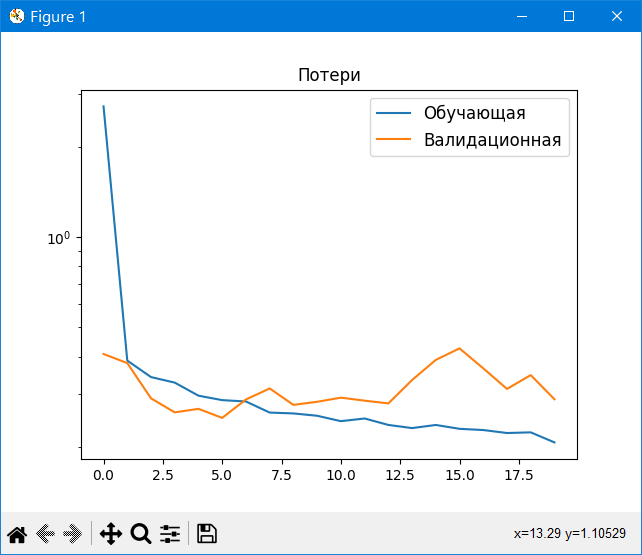 Figure 1
Потери
Обучающая
Валидационная
10⁰
0.0 2.5 5.0 7.5 10.0 12.5 15.0 17.5
x=13.29 y=1.10529